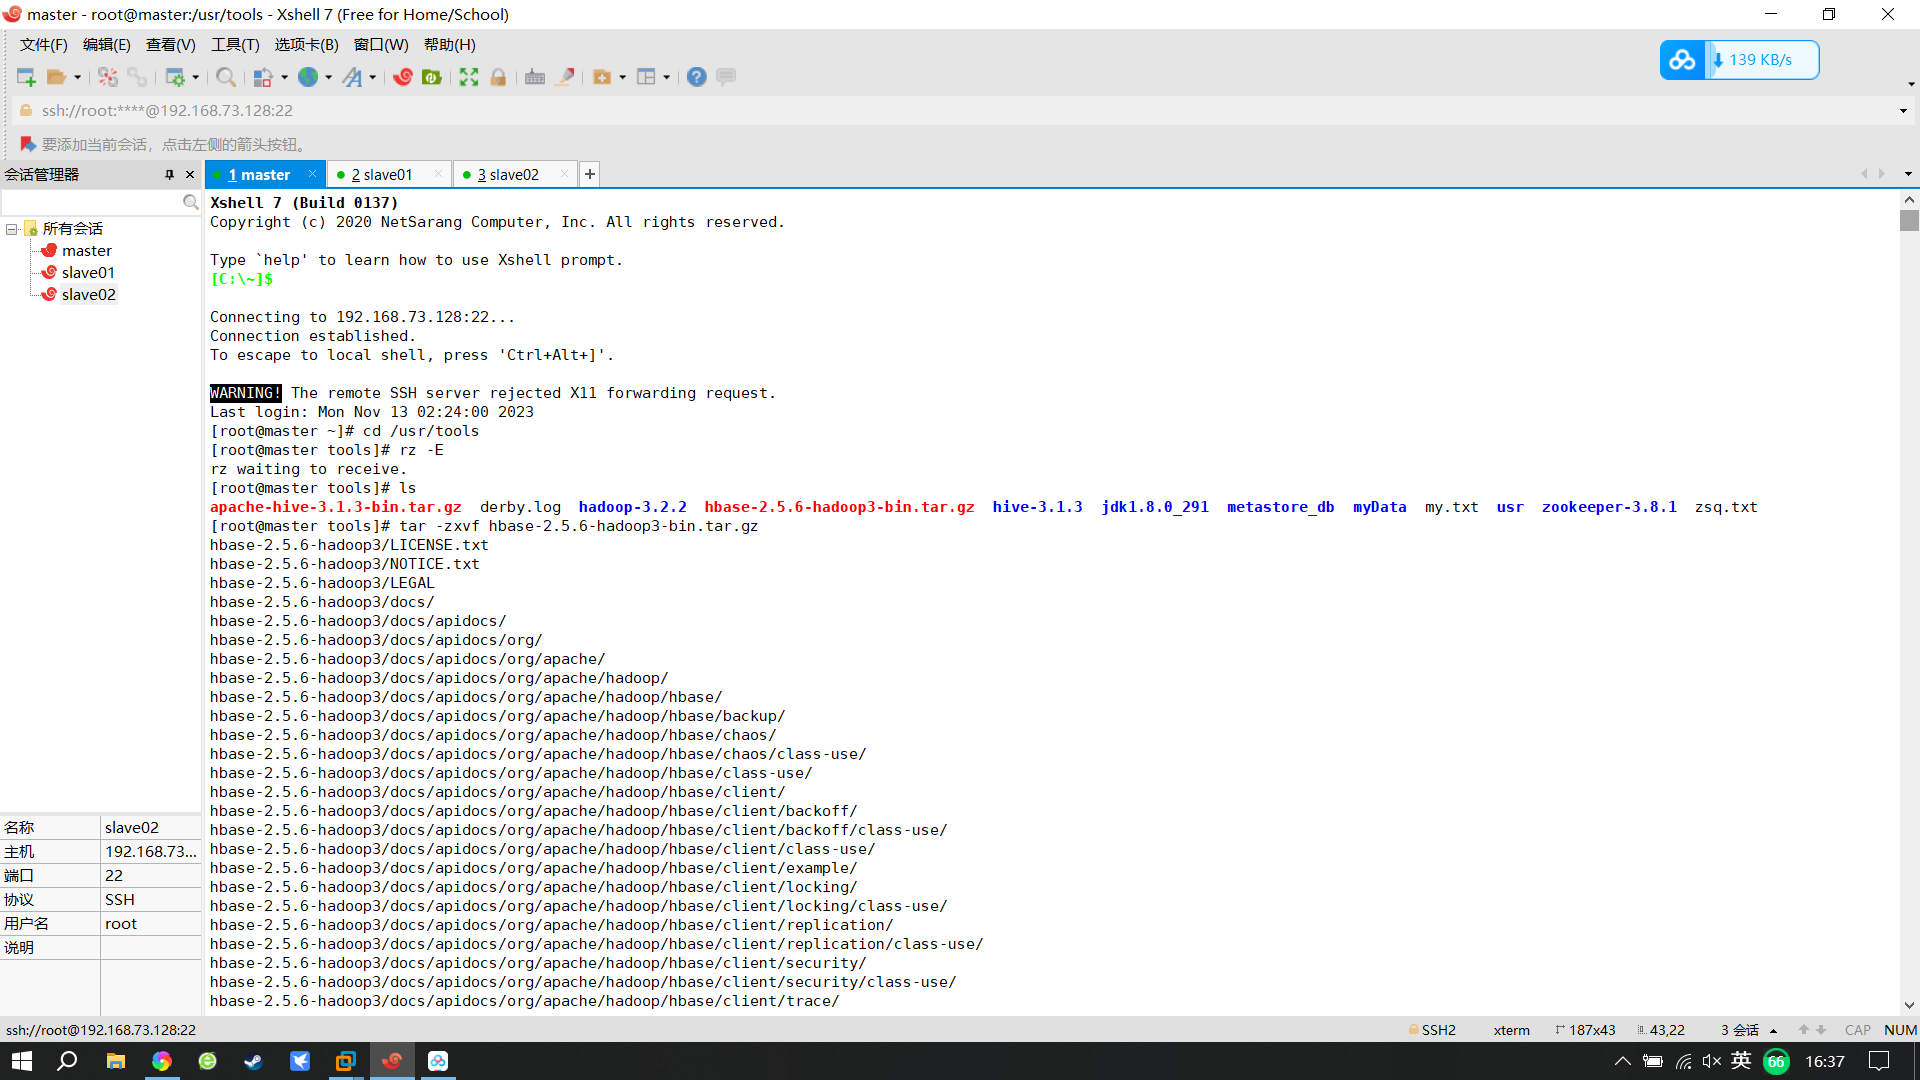 master - root@master:/usr/tools - Xshell 7 (Free for Home/School)
文件(F) 编辑(E) 查看(V) 工具(T) 选项卡(B) 窗口(W) 帮助(H)
139 KB/s
ssh://root:****@192.168.73.128:22
要添加当前会话，点击左侧的箭头按钮。
会话管理器
1 master 2 slave01 3 slave02 +
所有会话
master
slave01
slave02
Xshell 7 (Build 0137)
Copyright (c) 2020 NetSarang Computer, Inc. All rights reserved.
Type `help' to learn how to use Xshell prompt.
[C:\~]$
Connecting to 192.168.73.128:22...
Connection established.
To escape to local shell, press 'Ctrl+Alt+]'.
WARNING! The remote SSH server rejected X11 forwarding request.
Last login: Mon Nov 13 02:24:00 2023
[root@master ~]# cd /usr/tools
[root@master tools]# rz -E
rz waiting to receive.
[root@master tools]# ls
apache-hive-3.1.3-bin.tar.gz derby.log hadoop-3.2.2 hbase-2.5.6-hadoop3-bin.tar.gz hive-3.1.3 jdk1.8.0_291 metastore_db myData my.txt usr zookeeper-3.8.1 zsq.txt
[root@master tools]# tar -zxvf hbase-2.5.6-hadoop3-bin.tar.gz
hbase-2.5.6-hadoop3/LICENSE.txt
hbase-2.5.6-hadoop3/NOTICE.txt
hbase-2.5.6-hadoop3/LEGAL
hbase-2.5.6-hadoop3/docs/
hbase-2.5.6-hadoop3/docs/apidocs/
hbase-2.5.6-hadoop3/docs/apidocs/org/
hbase-2.5.6-hadoop3/docs/apidocs/org/apache/
hbase-2.5.6-hadoop3/docs/apidocs/org/apache/hadoop/
hbase-2.5.6-hadoop3/docs/apidocs/org/apache/hadoop/hbase/
hbase-2.5.6-hadoop3/docs/apidocs/org/apache/hadoop/hbase/backup/
hbase-2.5.6-hadoop3/docs/apidocs/org/apache/hadoop/hbase/chaos/
hbase-2.5.6-hadoop3/docs/apidocs/org/apache/hadoop/hbase/chaos/class-use/
hbase-2.5.6-hadoop3/docs/apidocs/org/apache/hadoop/hbase/class-use/
hbase-2.5.6-hadoop3/docs/apidocs/org/apache/hadoop/hbase/client/
hbase-2.5.6-hadoop3/docs/apidocs/org/apache/hadoop/hbase/client/backoff/
hbase-2.5.6-hadoop3/docs/apidocs/org/apache/hadoop/hbase/client/backoff/class-use/
hbase-2.5.6-hadoop3/docs/apidocs/org/apache/hadoop/hbase/client/class-use/
hbase-2.5.6-hadoop3/docs/apidocs/org/apache/hadoop/hbase/client/example/
hbase-2.5.6-hadoop3/docs/apidocs/org/apache/hadoop/hbase/client/locking/
hbase-2.5.6-hadoop3/docs/apidocs/org/apache/hadoop/hbase/client/locking/class-use/
hbase-2.5.6-hadoop3/docs/apidocs/org/apache/hadoop/hbase/client/replication/
hbase-2.5.6-hadoop3/docs/apidocs/org/apache/hadoop/hbase/client/replication/class-use/
hbase-2.5.6-hadoop3/docs/apidocs/org/apache/hadoop/hbase/client/security/
hbase-2.5.6-hadoop3/docs/apidocs/org/apache/hadoop/hbase/client/security/class-use/
hbase-2.5.6-hadoop3/docs/apidocs/org/apache/hadoop/hbase/client/trace/
名称 slave02
主机 192.168.73...
端口 22
协议 SSH
用户名 root
说明
ssh://root@192.168.73.128:22 SSH2 xterm 187x43 43,22 3 会话 CAP NUM
英 66 16:37